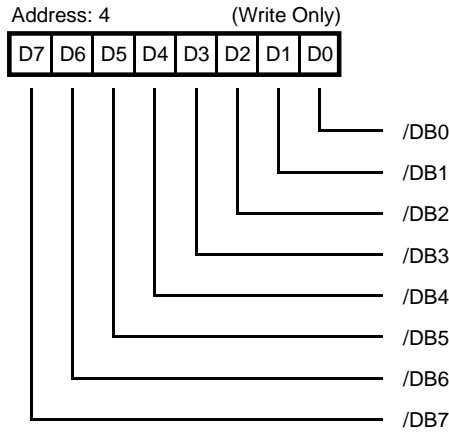 Address: 4 (Write Only)
D7 D6 D5 D4 D3 D2 D1 D0
/DB0
/DB1
/DB2
/DB3
/DB4
/DB5
/DB6
/DB7